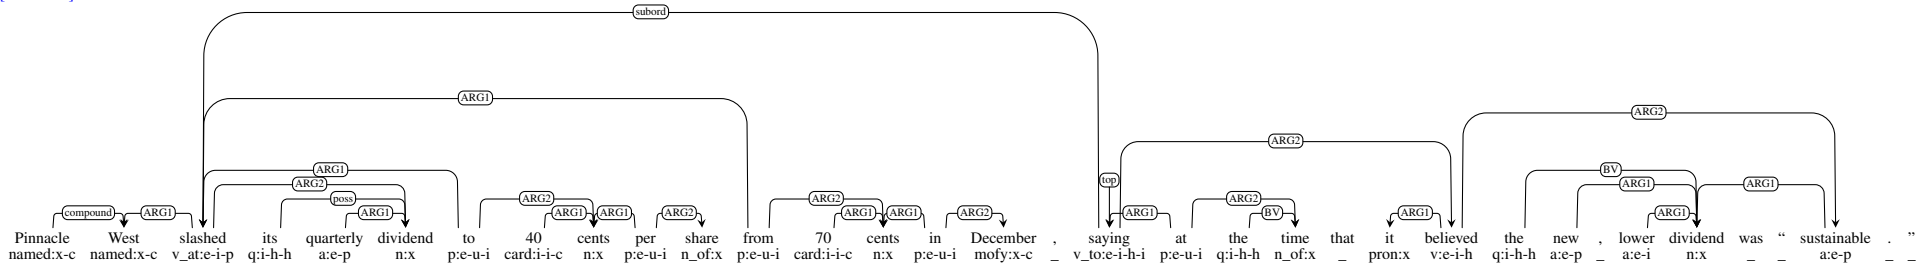 subord
ARG1
ARG2
ARG2
top
ARG1
BV
ARG2
poss
ARG1
ARG1
ARG2
ARG2
ARG2
compound ARG1 ARG1 ARG1 ARG1 ARG2 ARG1 ARG1 ARG2 ARG1 BV ARG1 ARG1
Pinnacle West slashed its quarterly dividend to 40 cents per share from 70 cents in December , saying at the time that it believed the new , lower dividend was “ sustainable . ”
named:x-c named:x-c v_at:e-i-p q:i-h-h a:e-p n:x p:e-u-i card:i-i-c n:x p:e-u-i n_of:x p:e-u-i card:i-i-c n:x p:e-u-i mofy:x-c _ v_to:e-i-h-i p:e-u-i q:i-h-h n_of:x _ pron:x v:e-i-h q:i-h-h a:e-p _ a:e-i n:x _ _ a:e-p _ _